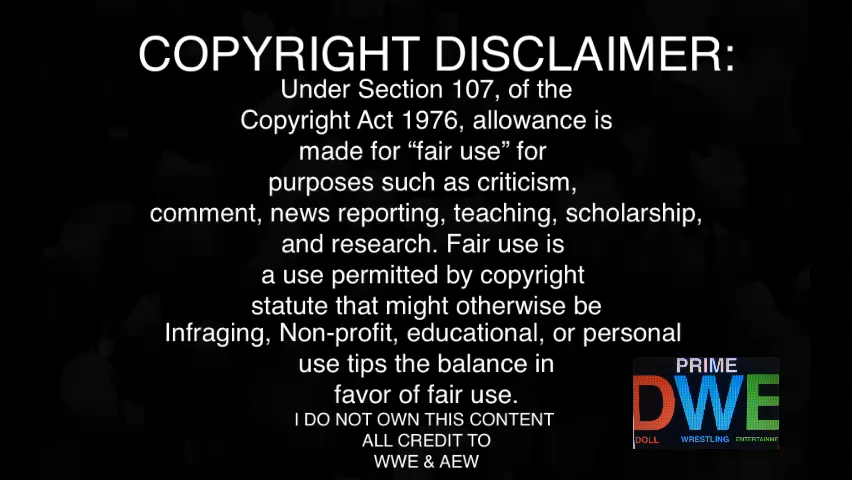 COPYRIGHT DISCLAIMER:
Under Section 107, of the
Copyright Act 1976, allowance is
made for “fair use” for
purposes such as criticism,
comment, news reporting, teaching, scholarship,
and research. Fair use is
a use permitted by copyright
statute that might otherwise be
Infraging, Non-profit, educational, or personal
use tips the balance in
favor of fair use.
I DO NOT OWN THIS CONTENT
ALL CREDIT TO
WWE & AEW
PRIME
DWE
DOLL WRESTLING ENTERTAINME